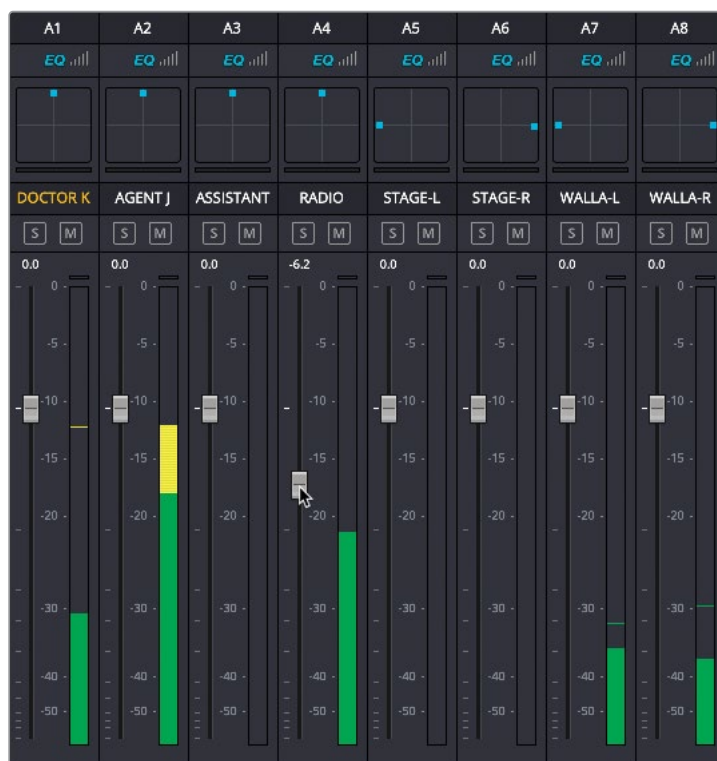 A1 A2 A3 A4 A5 A6 A7 A8
EQ EQ EQ EQ EQ EQ EQ EQ
DOCTOR K AGENT J ASSISTANT RADIO STAGE-L STAGE-R WALLA-L WALLA-R
S M S M S M S M S M S M S M S M
0.0 0.0 0.0 -6.2 0.0 0.0 0.0 0.0
0 0 0 0 0 0 0 0
-5 -5 -5 -5 -5 -5 -5 -5
-10 -10 -10 -10 -10 -10 -10 -10
-15 -15 -15 -15 -15 -15 -15 -15
-20 -20 -20 -20 -20 -20 -20 -20
-30 -30 -30 -30 -30 -30 -30 -30
-40 -40 -40 -40 -40 -40 -40 -40
-50 -50 -50 -50 -50 -50 -50 -50